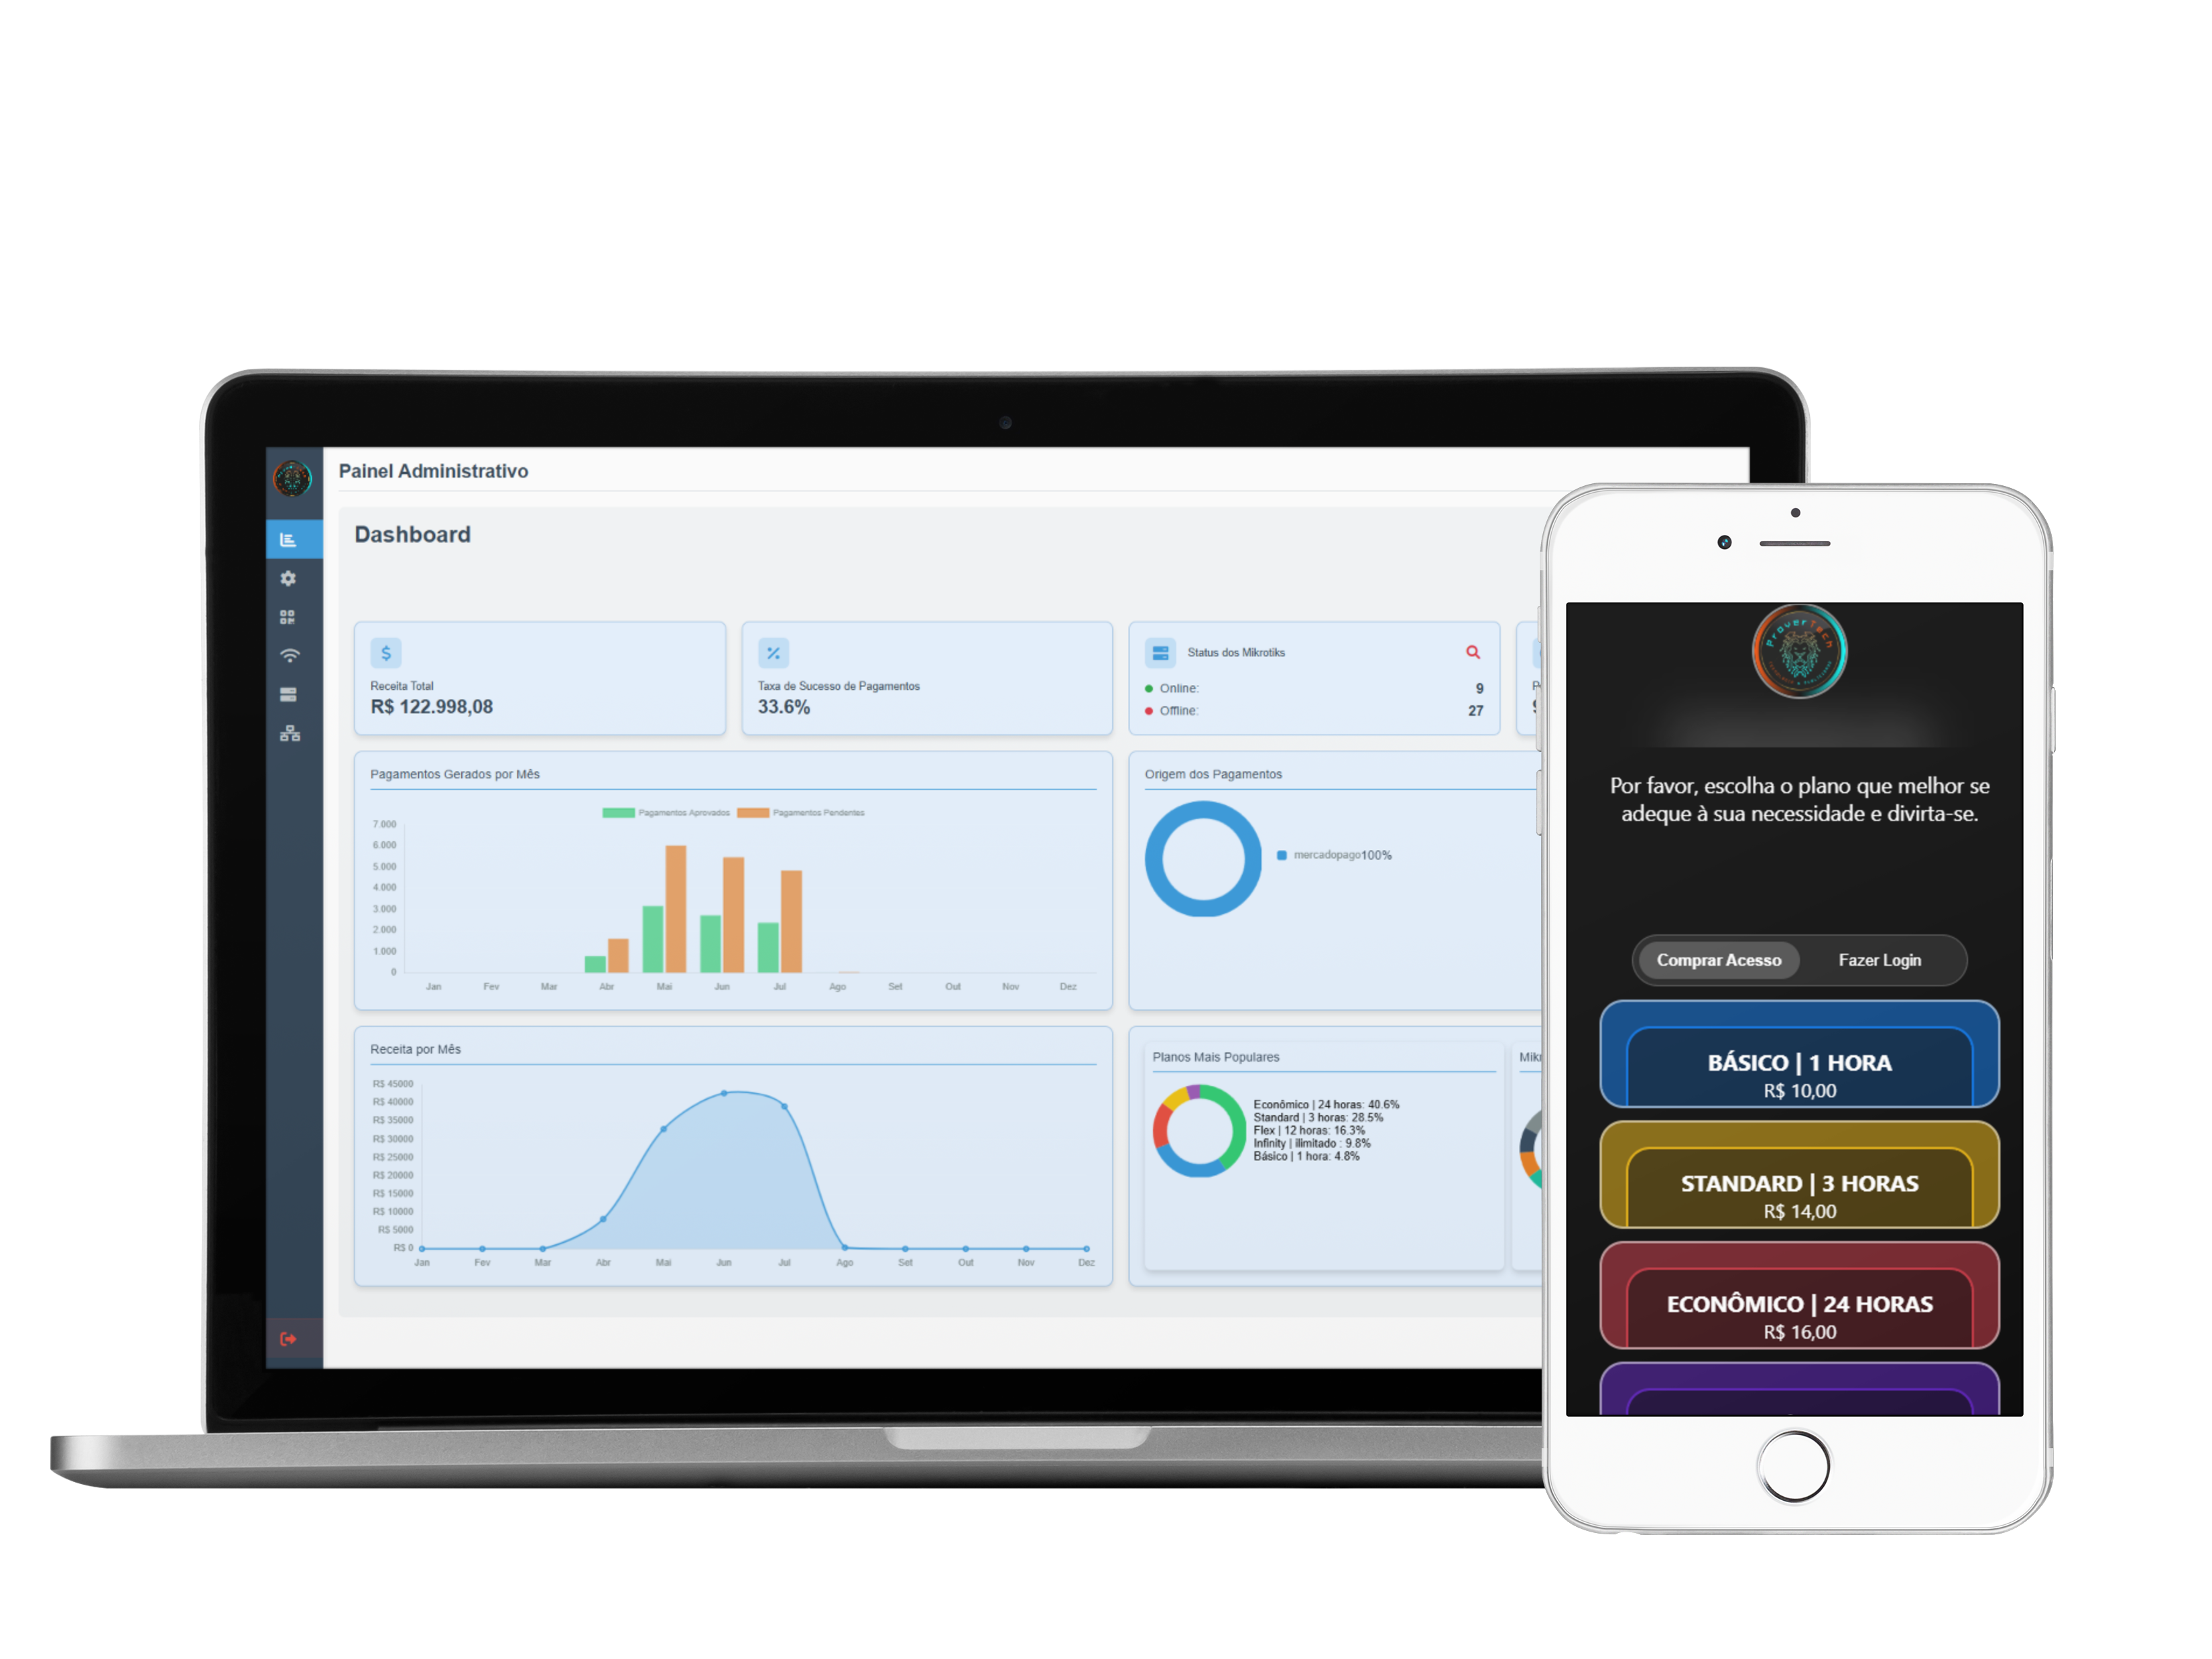 Painel Administrativo
Dashboard
Receita Total
R$ 122.998,08
Taxa de Sucesso de Pagamentos
33.6%
Status dos Mikrotiks
Online: 9
Offline: 27
Pagamentos Gerados por Mês
Pagamentos Aprovados Pagamentos Pendentes
7.000
6.000
5.000
4.000
3.000
2.000
1.000
0
Jan Fev Mar Abr Mai Jun Jul Ago Set Out Nov Dez
Origem dos Pagamentos
mercadopago100%
Receita por Mês
R$ 45000
R$ 40000
R$ 35000
R$ 30000
R$ 25000
R$ 20000
R$ 15000
R$ 10000
R$ 5000
R$ 0
Jan Fev Mar Abr Mai Jun Jul Ago Set Out Nov Dez
Planos Mais Populares
Econômico | 24 horas: 40.6%
Standard | 3 horas: 28.5%
Flex | 12 horas: 16.3%
Infinity | ilimitado : 9.8%
Básico | 1 hora: 4.8%
ProverTech
Por favor, escolha o plano que melhor se
adeque à sua necessidade e divirta-se.
Comprar Acesso Fazer Login
BÁSICO | 1 HORA
R$ 10,00
STANDARD | 3 HORAS
R$ 14,00
ECONÔMICO | 24 HORAS
R$ 16,00